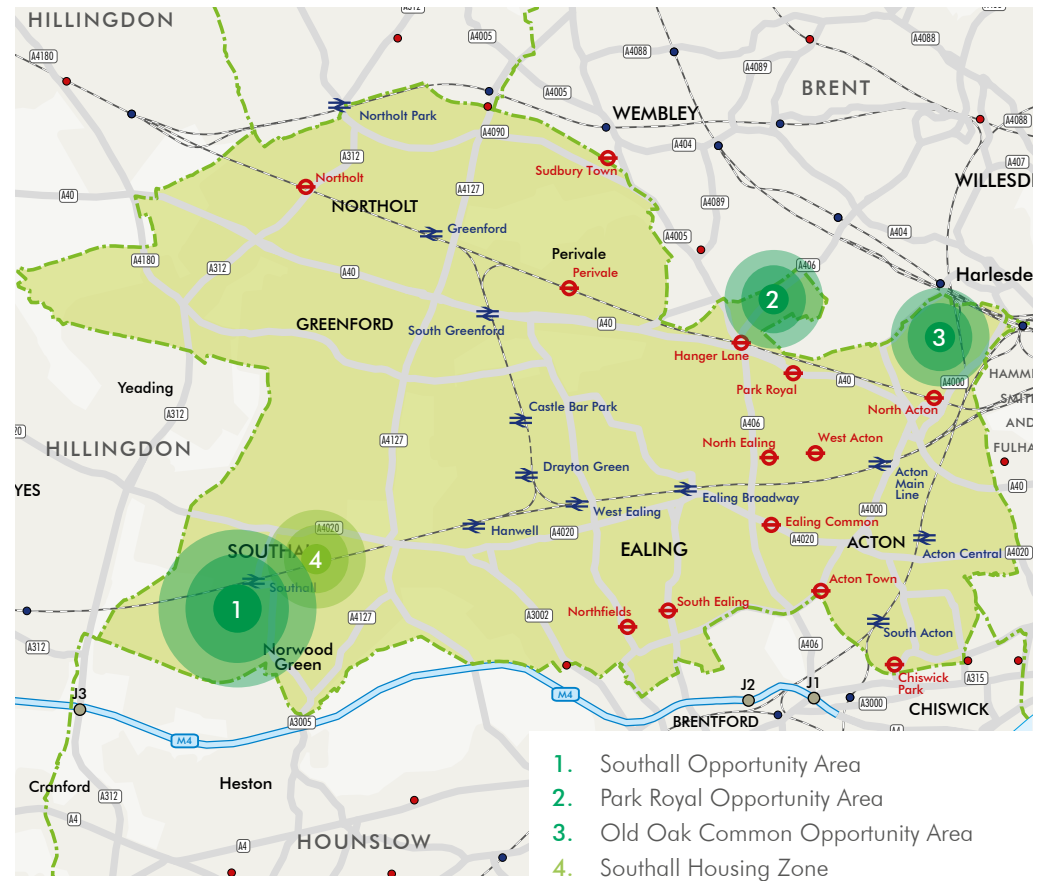 HILLINGDON
A312
A4005
A4088
A4088
A4180
A4089
A4005
BRENT
WEMBLEY
Northolt Park
A4090
A404
A4088
A312
Sudbury Town
A407
Northolt
WILLESD
A40
A4127
NORTHOLT
A4089
Greenford
A4005
A404
Perivale
A4180
A312
A40
Perivale
A406
Harlesde
2
GREENFORD
South Greenford
A40
3
Hanger Lane
Park Royal
A40
A4000
HAMM
SMIT
AND
FULHA
Yeading
North Acton
Castle Bar Park
A312
A406
20
A4127
North Ealing
West Acton
HILLINGDON
Drayton Green
Acton
Main
Line
A40
YES
Ealing Broadway
West Ealing
A4000
A4020
Hanwell
A4020
Ealing Common
A4020
SOUTHA
4
EALING
ACTON
Acton Central
A4020
Southall
1
Acton Town
Northfields
South Ealing
A4127
A3002
South Acton
A312
Norwood
Green
A406
Chiswick
Park
A315
J3
M4
J2
J1
A3000
CHISWICK
A3005
BRENTFORD
M4
A4
Cranford
Heston
A312
A4
A4
HOUNSLOW
1. Southall Opportunity Area
2. Park Royal Opportunity Area
3. Old Oak Common Opportunity Area
4. Southall Housing Zone